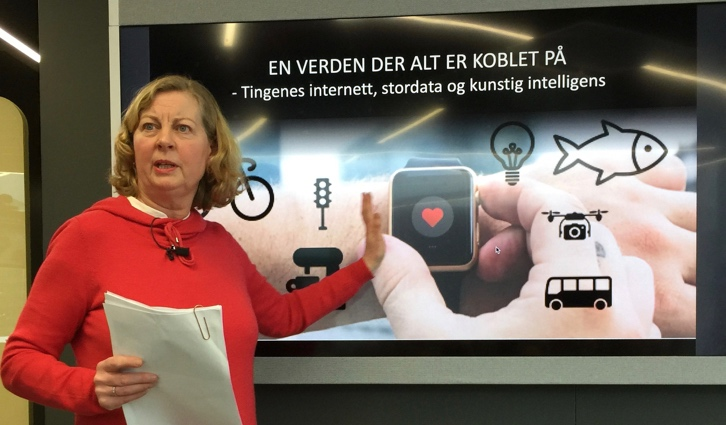 EN VERDEN DER ALT ER KOBLET PÅ
- Tingenes internett, stordata og kunstig intelligens